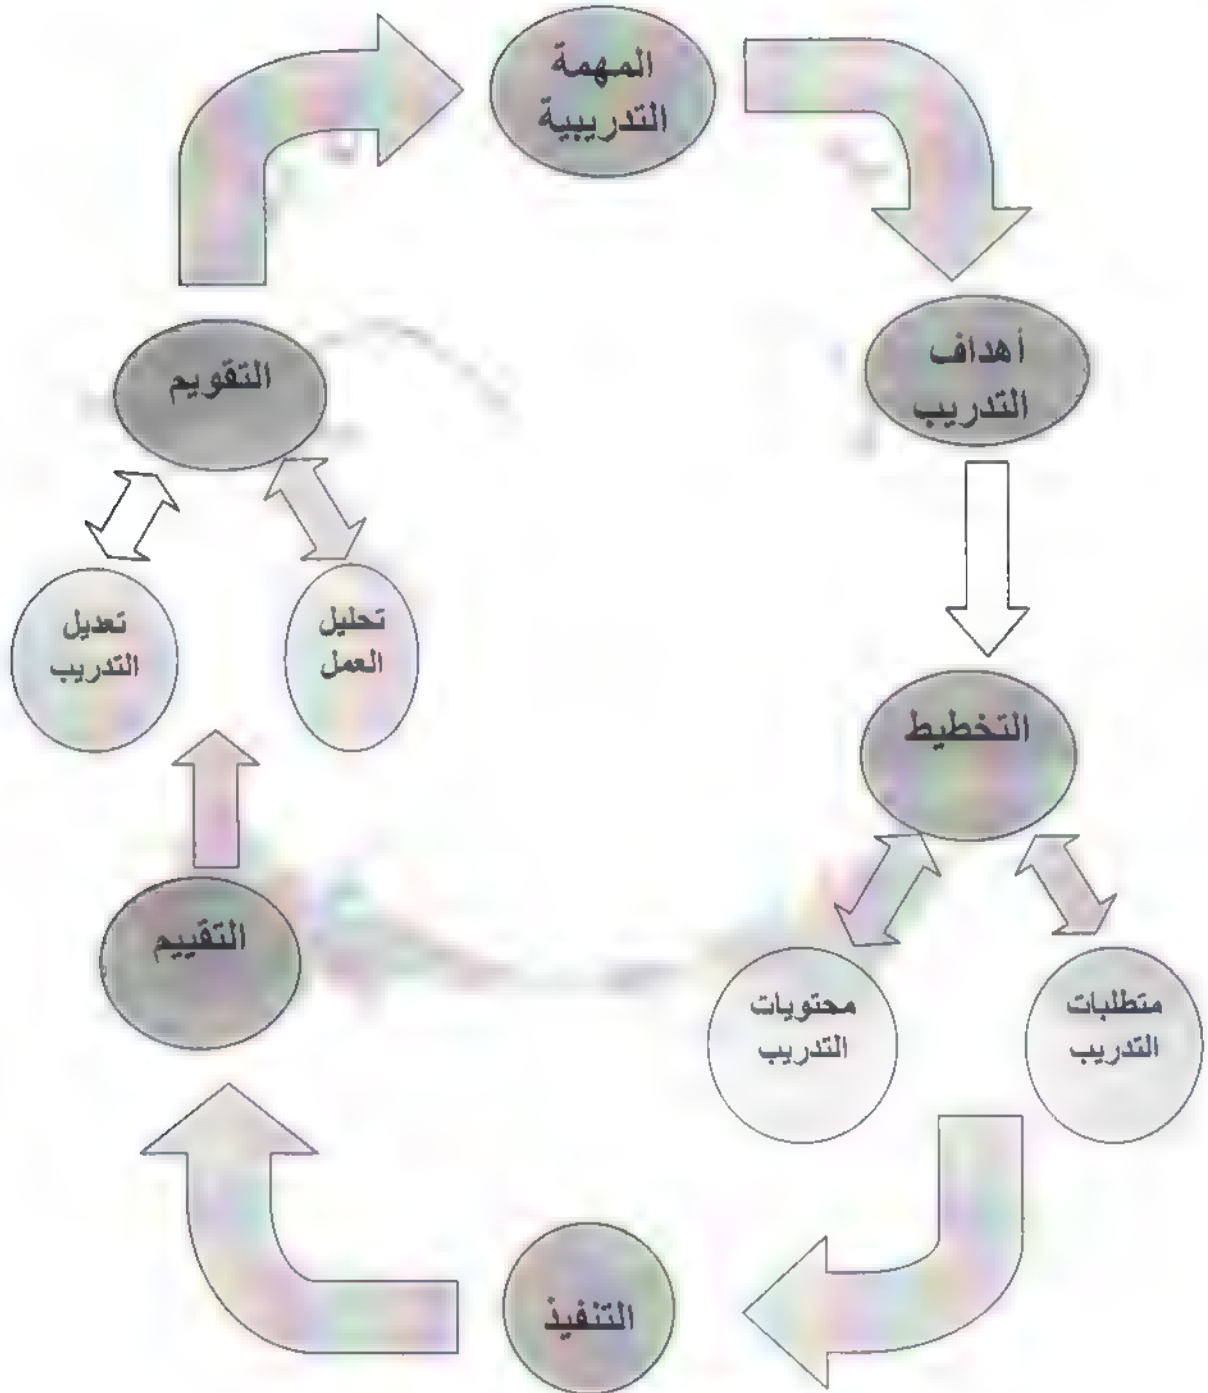 المهمة
التدريبية
أهداف
التدريب
التقويم
تعديل
التدريب
تحليل
العمل
التخطيط
التقييم
متطلبات
التدريب
محتويات
التدريب
التنفيذ